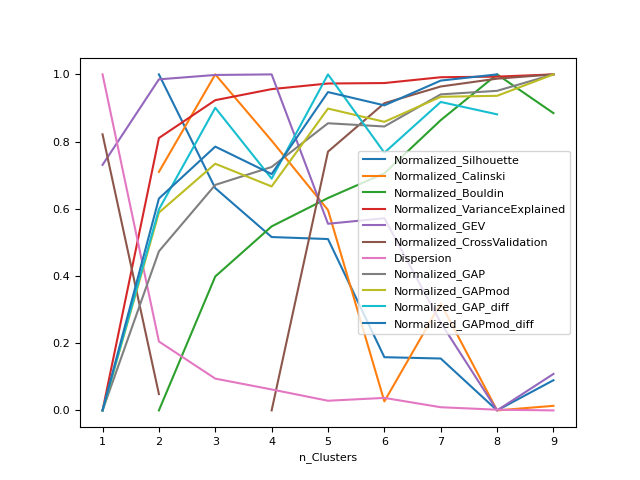 1.0
0.8
0.6
0.4
0.2
0.0
Normalized_Silhouette
Normalized_Calinski
Normalized_Bouldin
Normalized_VarianceExplained
Normalized_GEV
Normalized_CrossValidation
Dispersion
Normalized_GAP
Normalized_GAPmod
Normalized_GAP_diff
Normalized_GAPmod_diff
1 2 3 4 5 6 7 8 9
n_Clusters